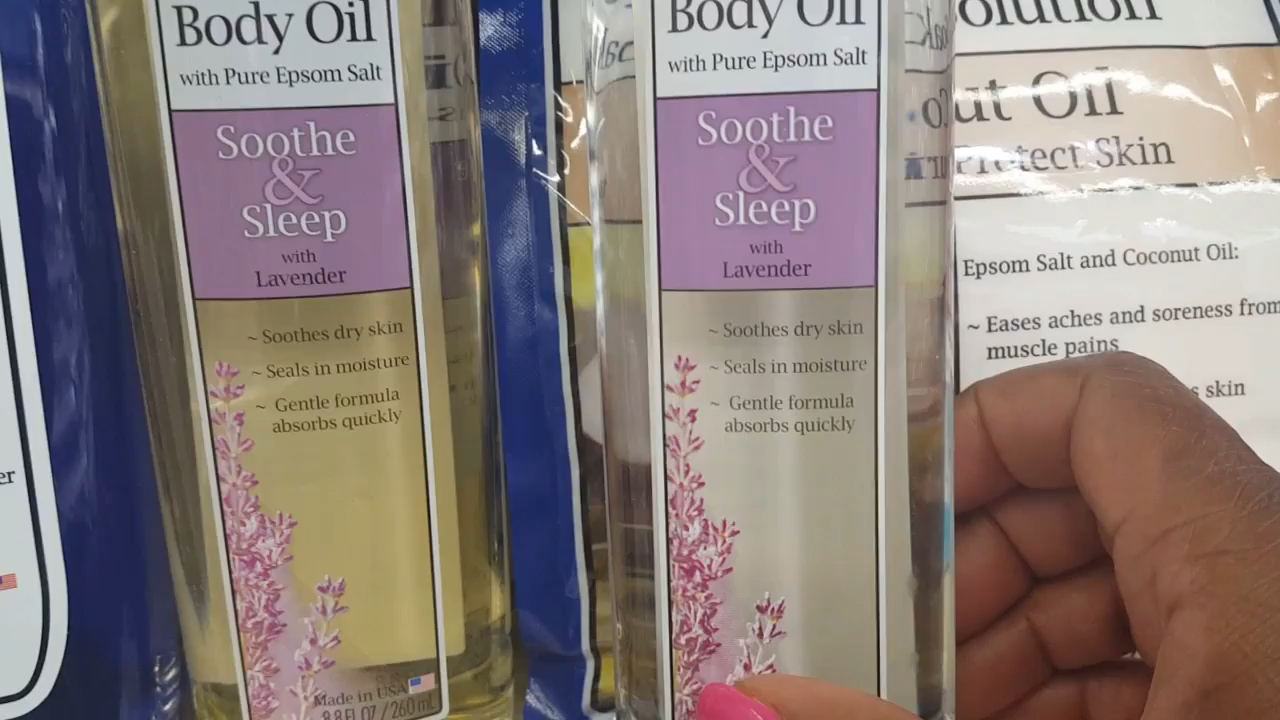 Body Oil
with Pure Epsom Salt
Soothe
&
Sleep
with
Lavender
~ Soothes dry skin
~ Seals in moisture
~ Gentle formula
absorbs quickly
Made in USA
8.8 FL OZ / 260 mL
Body Oil
with Pure Epsom Salt
Soothe
&
Sleep
with
Lavender
~ Soothes dry skin
~ Seals in moisture
~ Gentle formula
absorbs quickly
olution
ut Oil
Protect Skin
Epsom Salt and Coconut Oil:
~ Eases aches and soreness from
muscle pains
skin
er